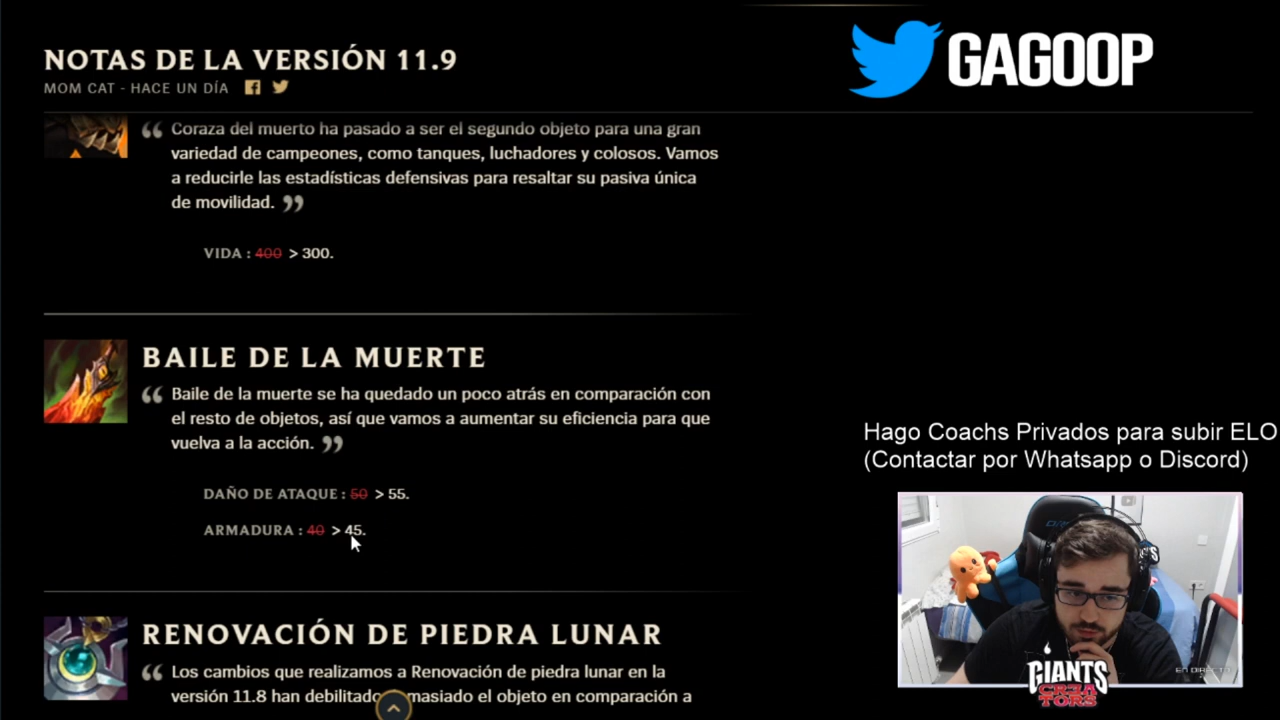 NOTAS DE LA VERSIÓN 11.9
MOM CAT - HACE UN DÍA
GAGOOP
“ Coraza del muerto ha pasado a ser el segundo objeto para una gran
variedad de campeones, como tanques, luchadores y colosos. Vamos
a reducirle las estadísticas defensivas para resaltar su pasiva única
de movilidad. ”
VIDA : 400 > 300.
BAILE DE LA MUERTE
“ Baile de la muerte se ha quedado un poco atrás en comparación con
el resto de objetos, así que vamos a aumentar su eficiencia para que
vuelva a la acción. ”
DAÑO DE ATAQUE : 50 > 55.
ARMADURA : 40 > 45.
RENOVACIÓN DE PIEDRA LUNAR
“ Los cambios que realizamos a Renovación de piedra lunar en la
versión 11.8 han debilitado masiado el objeto en comparación a
Hago Coachs Privados para subir ELO
(Contactar por Whatsapp o Discord)
GIANTS
CREA
TORS
EN DIRECTO